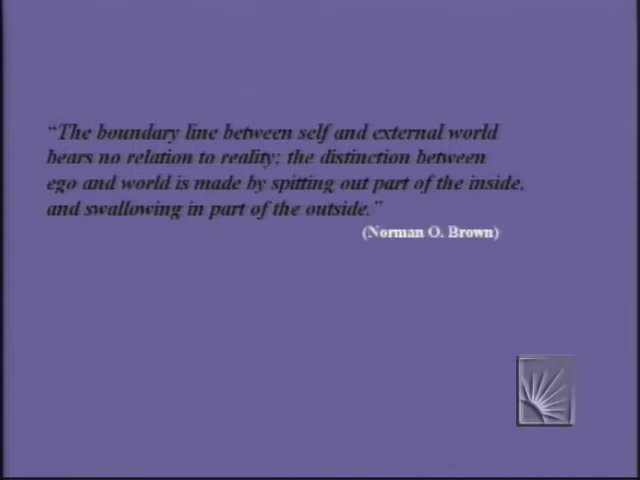 “The boundary line between self and external world
bears no relation to reality; the distinction between
ego and world is made by spitting out part of the inside,
and swallowing in part of the outside.”
(Norman O. Brown)